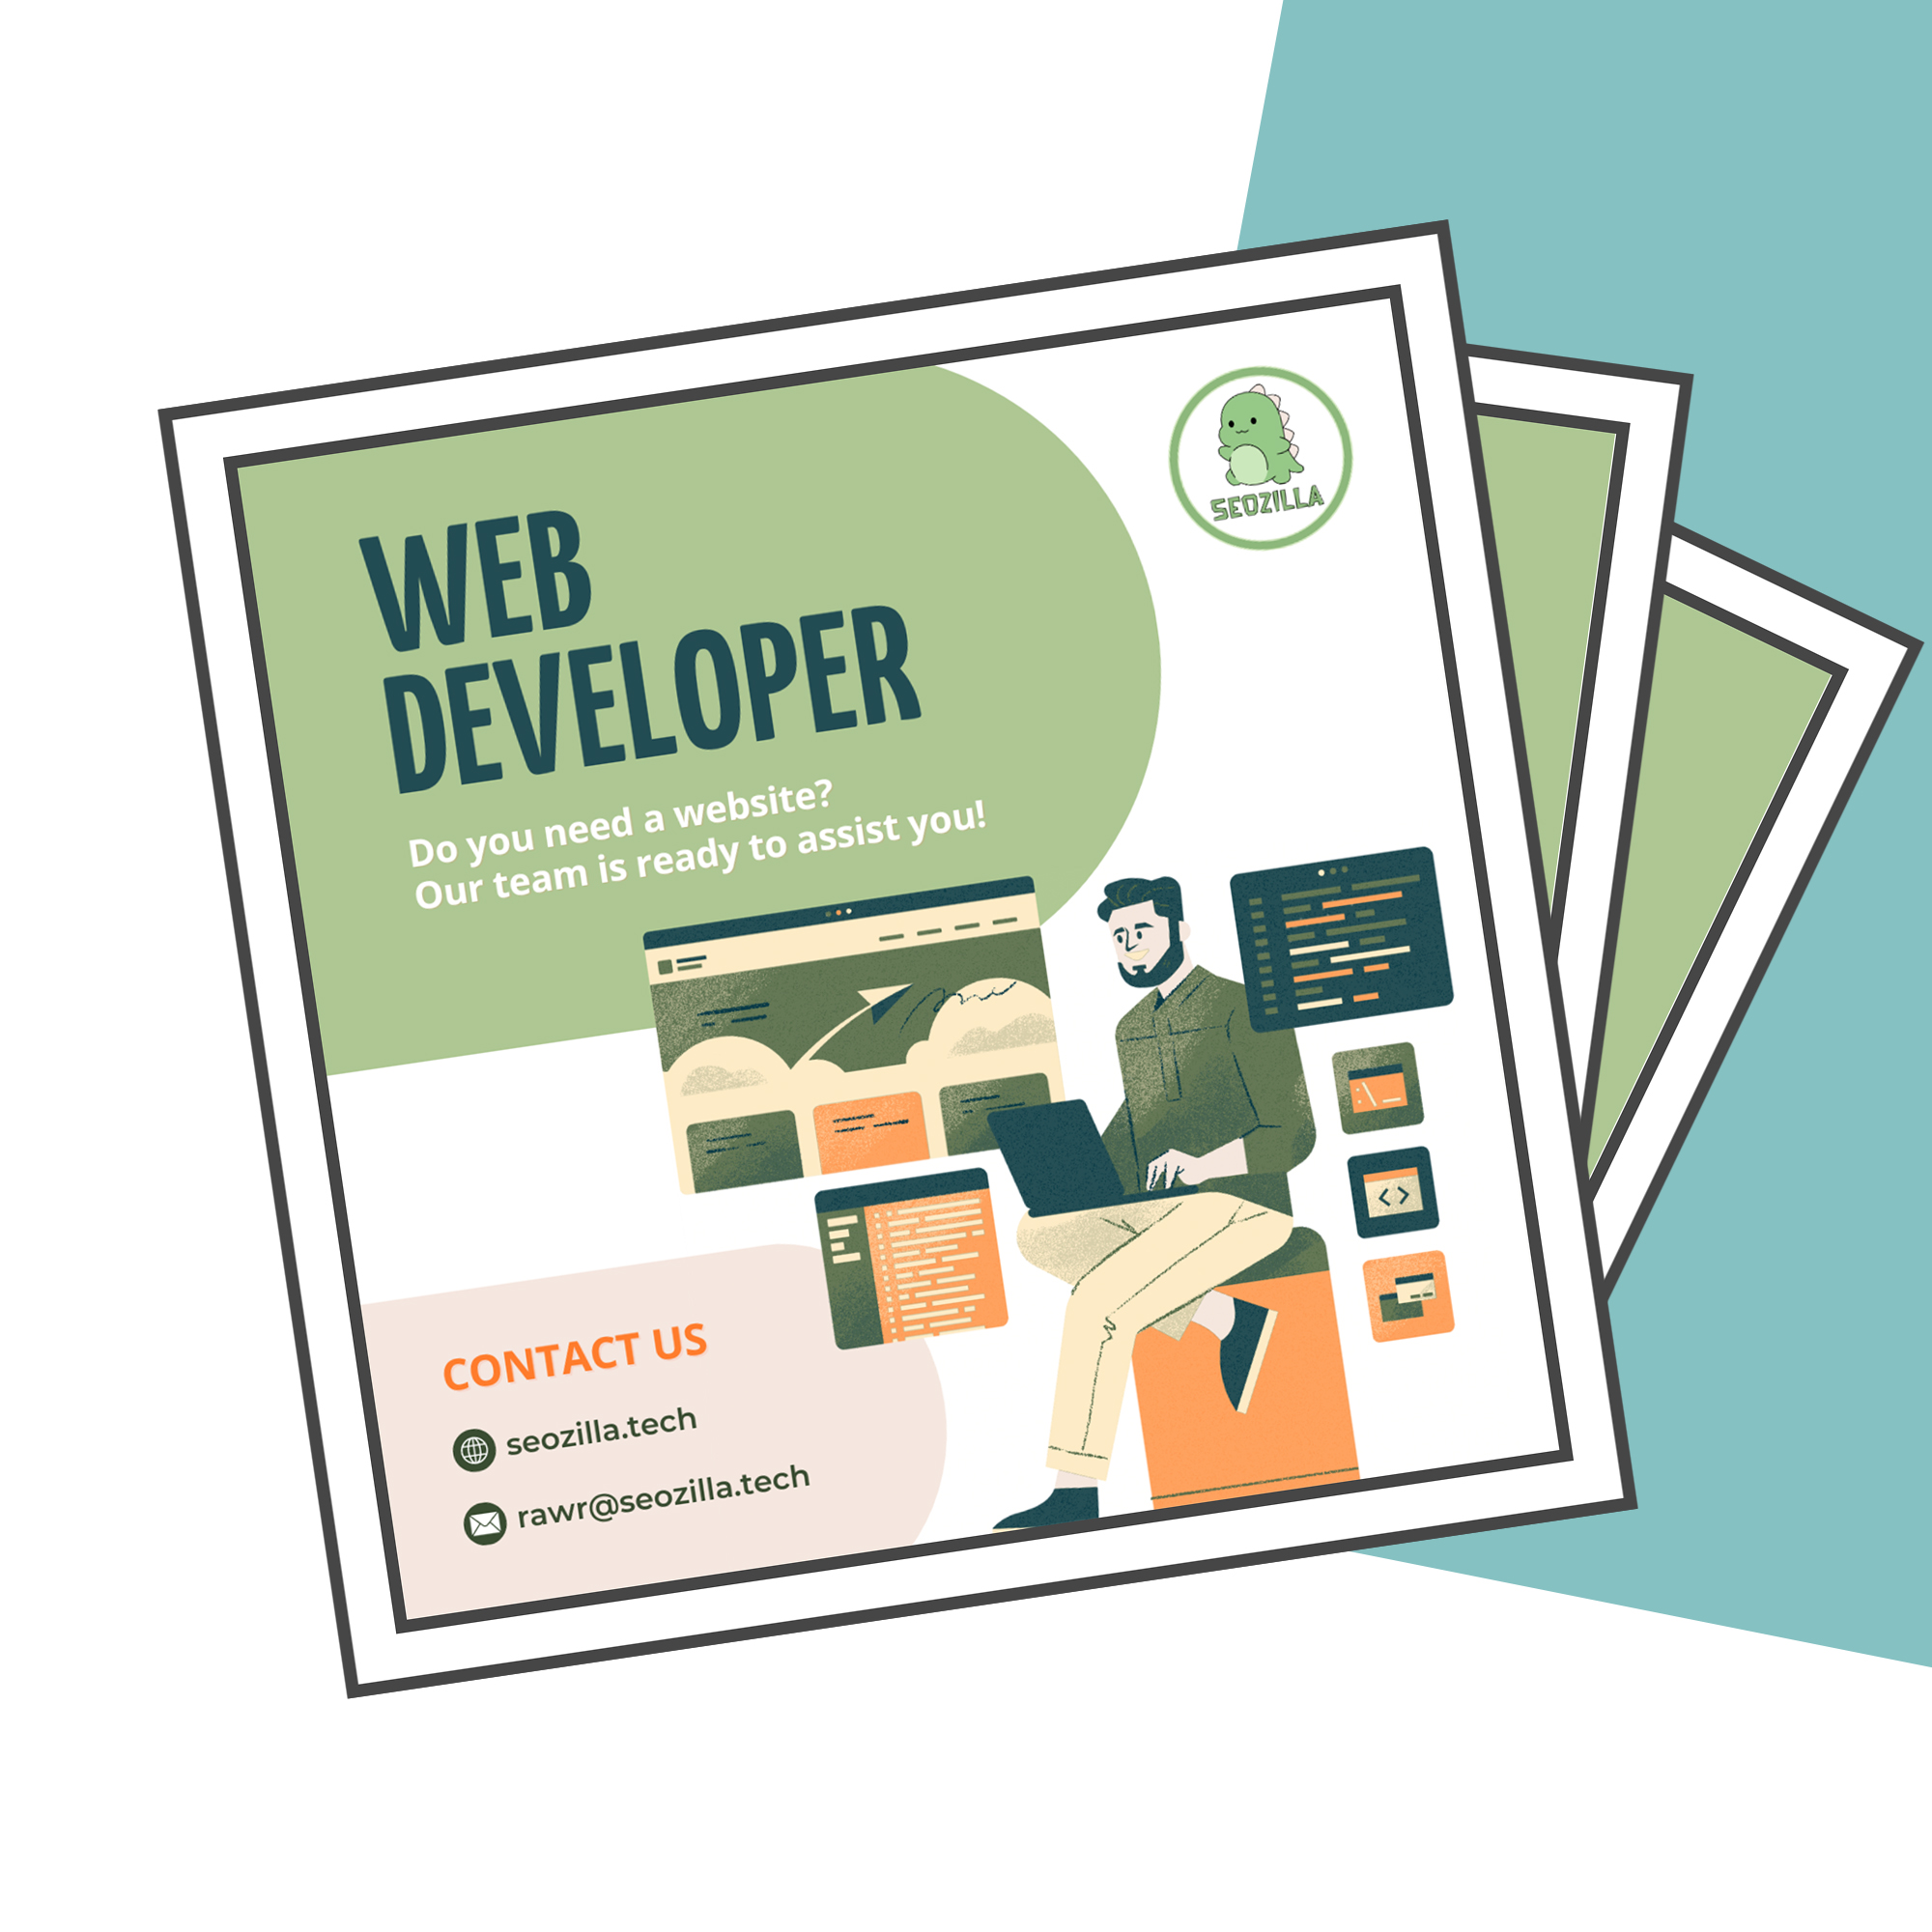 SEOZILLA
WEB
DEVELOPER
Do you need a website?
Our team is ready to assist you!
CONTACT US
seozilla.tech
rawr@seozilla.tech